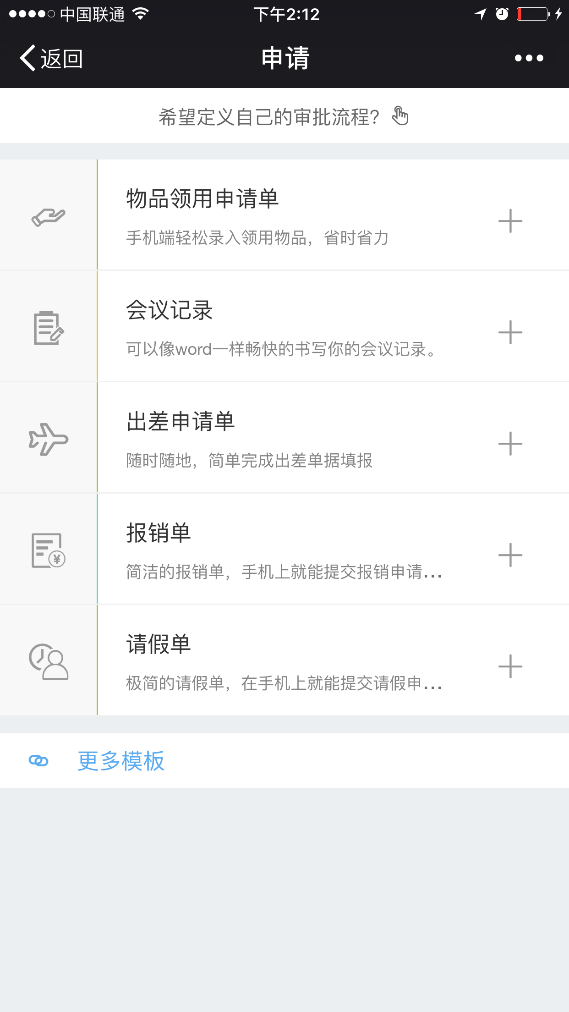 中国联通 下午2:12
返回 申请
希望定义自己的审批流程？
物品领用申请单
手机端轻松录入领用物品，省时省力
会议记录
可以像word一样畅快的书写你的会议记录。
出差申请单
随时随地，简单完成出差单据填报
报销单
简洁的报销单，手机上就能提交报销申请...
请假单
极简的请假单，在手机上就能提交请假申...
更多模板